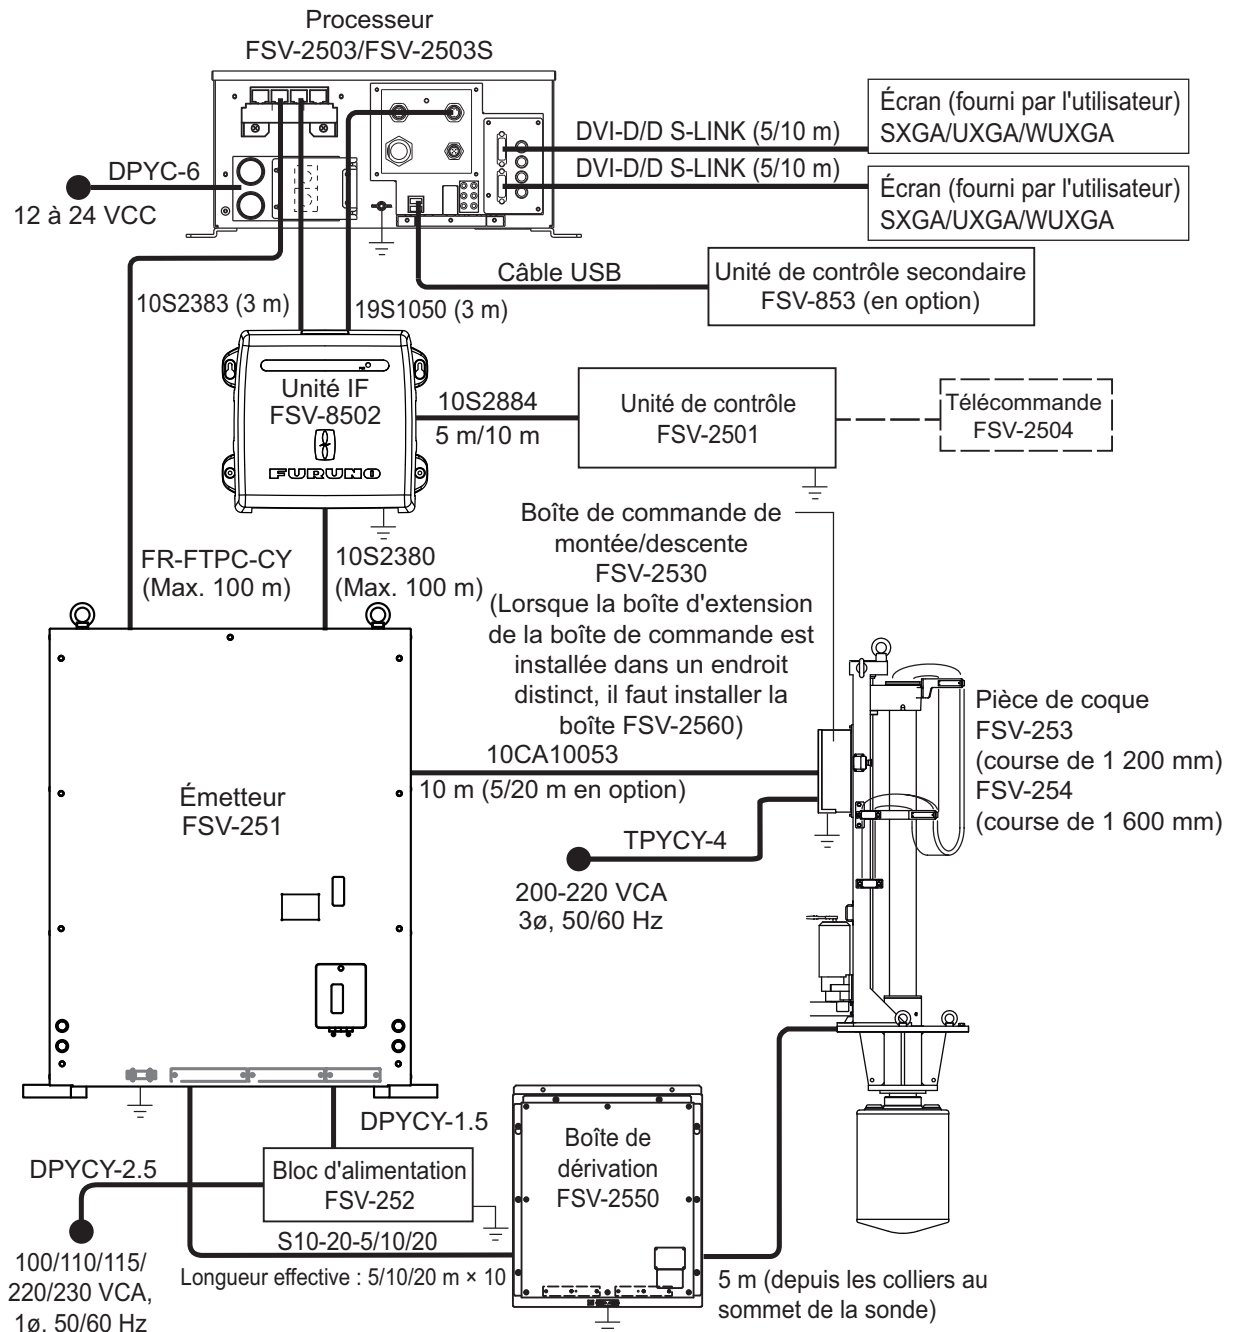 Processeur
FSV-2503/FSV-2503S
Écran (fourni par l'utilisateur)
SXGA/UXGA/WUXGA
DVI-D/D S-LINK (5/10 m)
DVI-D/D S-LINK (5/10 m)
Écran (fourni par l'utilisateur)
SXGA/UXGA/WUXGA
DPYC-6
12 à 24 VCC
Câble USB
Unité de contrôle secondaire
FSV-853 (en option)
10S2383 (3 m)
19S1050 (3 m)
Unité IF
FSV-8502
FURUNO
10S2884
5 m/10 m
Unité de contrôle
FSV-2501
Télécommande
FSV-2504
Boîte de commande de
montée/descente
FSV-2530
(Lorsque la boîte d'extension
de la boîte de commande est
installée dans un endroit
distinct, il faut installer la
boîte FSV-2560)
FR-FTPC-CY
(Max. 100 m)
10S2380
(Max. 100 m)
Pièce de coque
FSV-253
(course de 1 200 mm)
FSV-254
(course de 1 600 mm)
10CA10053
10 m (5/20 m en option)
Émetteur
FSV-251
TPYCY-4
200-220 VCA
3ø, 50/60 Hz
DPYCY-1.5
Boîte de
dérivation
FSV-2550
DPYCY-2.5
Bloc d'alimentation
FSV-252
S10-20-5/10/20
Longueur effective : 5/10/20 m × 10
100/110/115/
220/230 VCA,
1ø, 50/60 Hz
5 m (depuis les colliers au
sommet de la sonde)